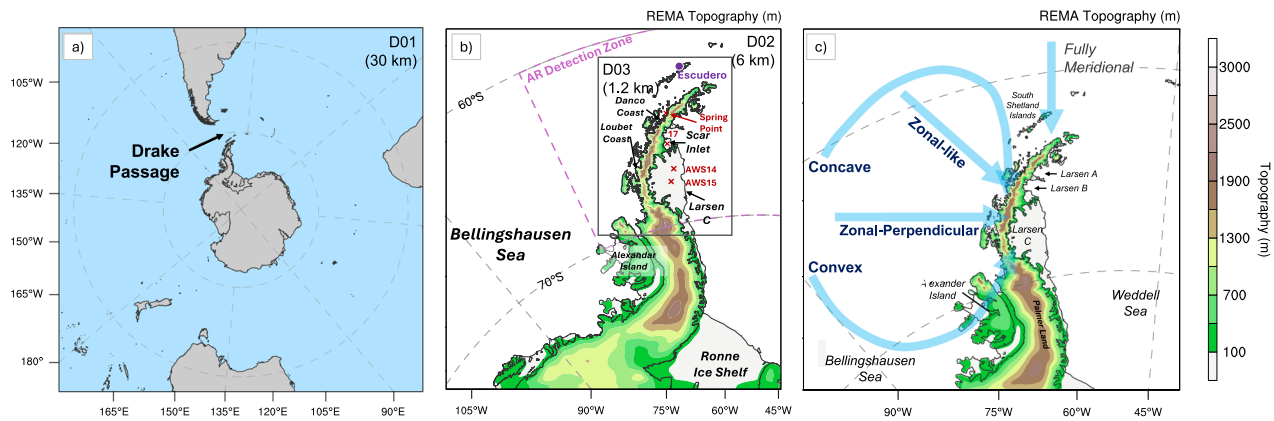 a)
D01
(30 km)
Drake
Passage
105°W
120°W
135°W
150°W
165°W
180°
165°E
150°E
120°E
105°E
90°E
REMA Topography (m)
b)
D02
(6 km)
AR Detection Zone
60°S
D03
(1.2 km)
Escudero
Danco
Coast
Loubet
Coast
Spring
Point
17
Scar
Inlet
AWS14
AWS15
Larsen
C
Bellingshausen
Sea
Alexandar
Island
70°S
Ronne
Ice Shelf
105°W
90°W
75°W
60°W
45°W
REMA Topography (m)
c)
Fully
Meridional
South
Shetland
Islands
Zonal-like
Concave
Larsen A
Larsen B
Zonal-Perpendicular
Larsen
C
Convex
Island
Palmer Land
Weddell
Sea
Bellingshausen
Sea
90°W
75°W
60°W
45°W
3000
2500
1900
1300
700
100
Topography (m)